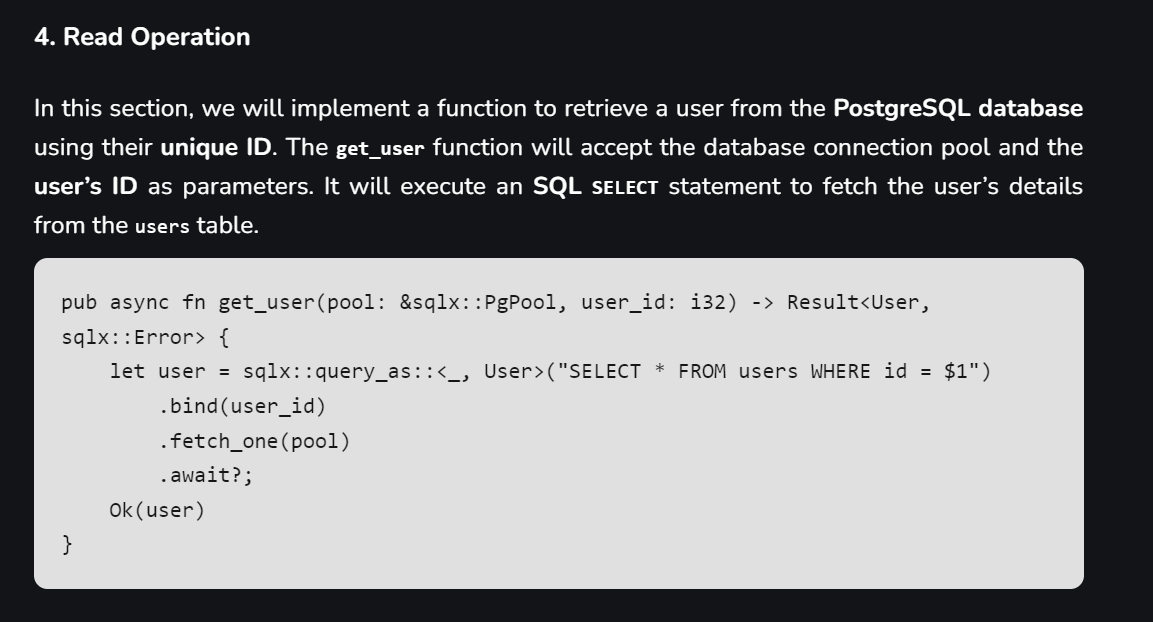 4. Read Operation
In this section, we will implement a function to retrieve a user from the PostgreSQL database
using their unique ID. The get_user function will accept the database connection pool and the
user’s ID as parameters. It will execute an SQL SELECT statement to fetch the user’s details
from the users table.
pub async fn get_user(pool: &sqlx::PgPool, user_id: i32) -> Result<User,
sqlx::Error> {
    let user = sqlx::query_as::<_, User>("SELECT * FROM users WHERE id = $1")
        .bind(user_id)
        .fetch_one(pool)
        .await?;
    Ok(user)
}